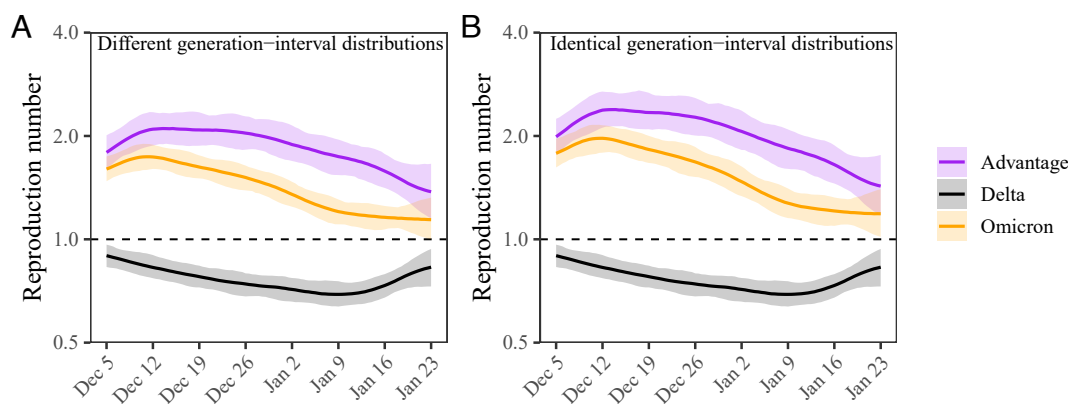 A
Different generation−interval distributions
Reproduction number
4.0
2.0
1.0
0.5
Dec 5
Dec 12
Dec 19
Dec 26
Jan 2
Jan 9
Jan 16
Jan 23
B
Identical generation−interval distributions
Reproduction number
4.0
2.0
1.0
0.5
Dec 5
Dec 12
Dec 19
Dec 26
Jan 2
Jan 9
Jan 16
Jan 23
Advantage
Delta
Omicron